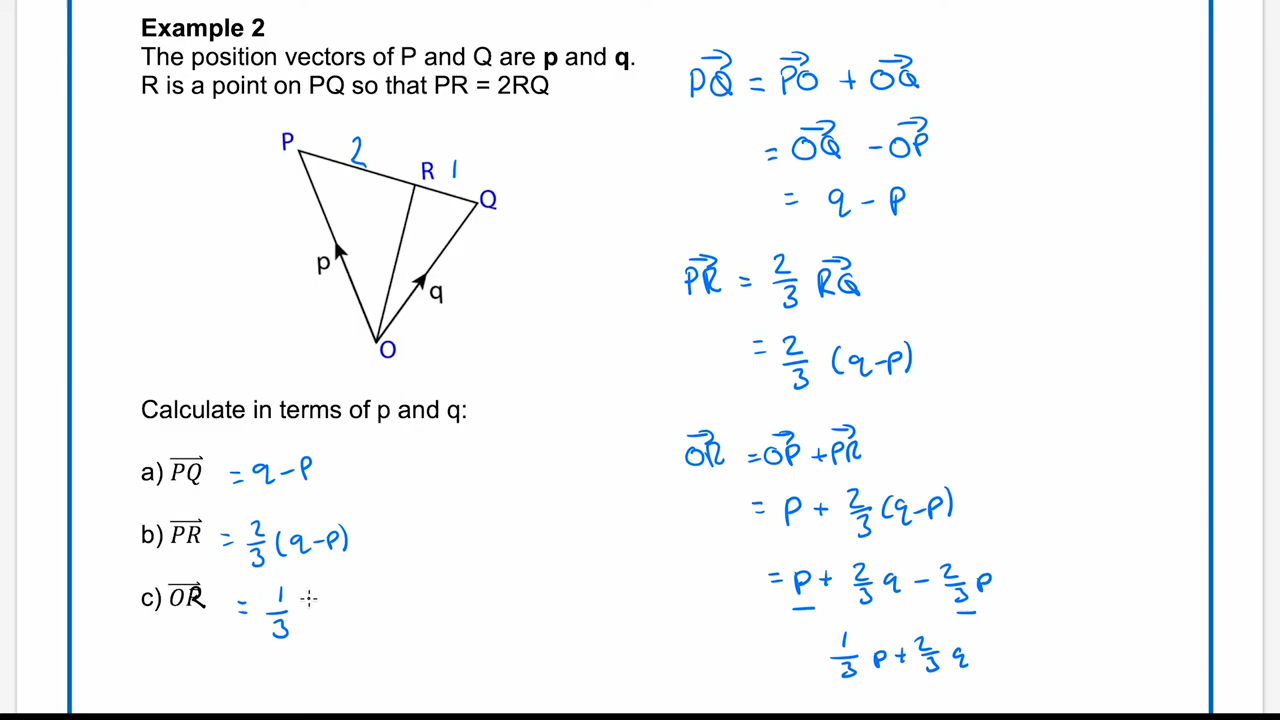 Example 2
The position vectors of P and Q are p and q.
R is a point on PQ so that PR = 2RQ
P
2
R 1
Q
p
q
O
Calculate in terms of p and q:
a) PQ⃗ = q - p
b) PR⃗ = 2/3 (q-p)
c) OR⃗ = 1/3
PQ⃗ = PO⃗ + OQ⃗
= OQ⃗ - OP⃗
= q - p
PR⃗ = 2/3 RQ⃗
= 2/3 (q-p)
OR⃗ = OP⃗ + PR⃗
= p + 2/3 (q-p)
= p + 2/3 q - 2/3 p
1/3 p + 2/3 q